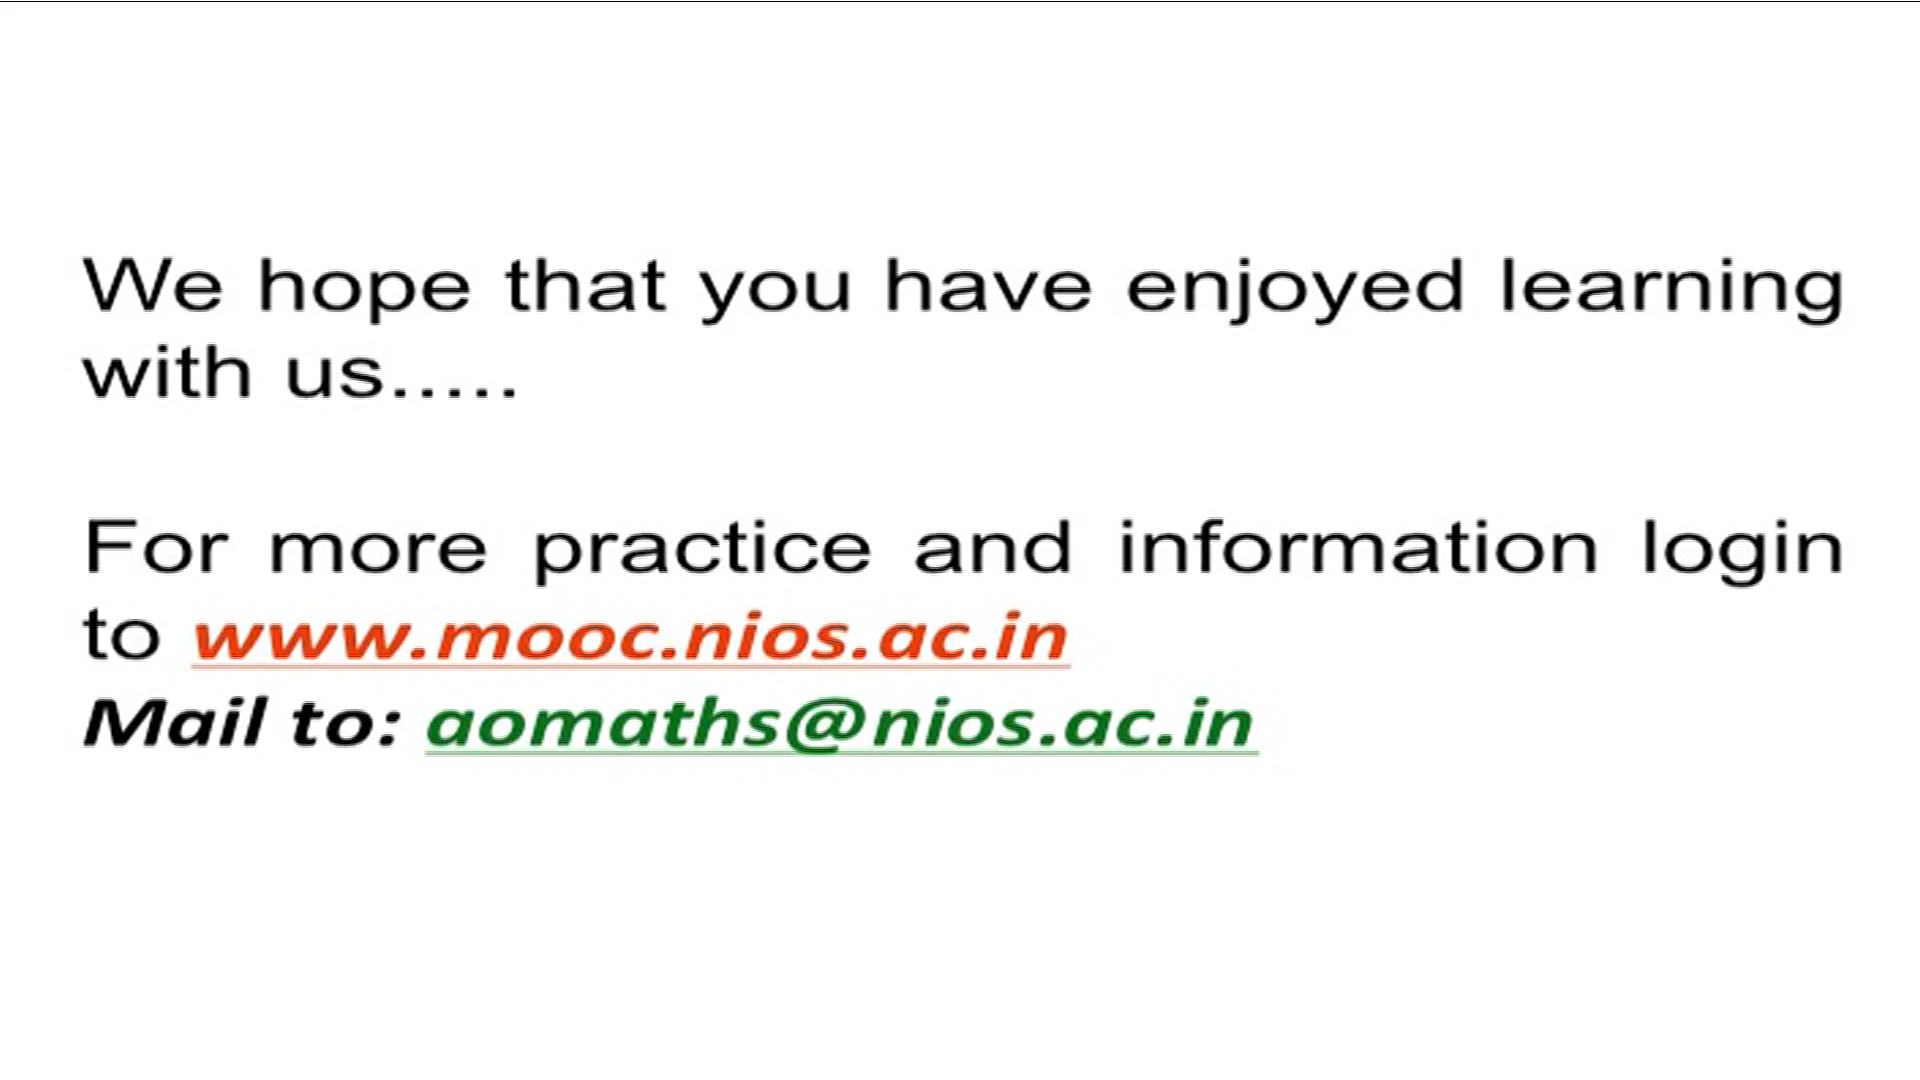 We hope that you have enjoyed learning
with us.....
For more practice and information login
to www.mooc.nios.ac.in
Mail to: aomaths@nios.ac.in